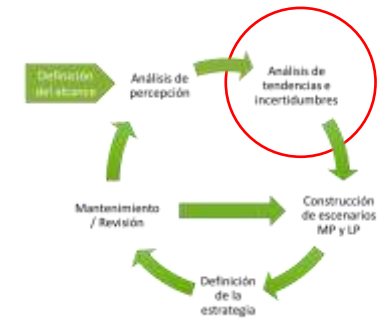 Definición
del alcance
Análisis de
percepción
Análisis de
tendencias e
incertidumbres
Construcción
de escenarios
MP y LP
Definición
de la
estrategia
Mantenimiento
/ Revisión